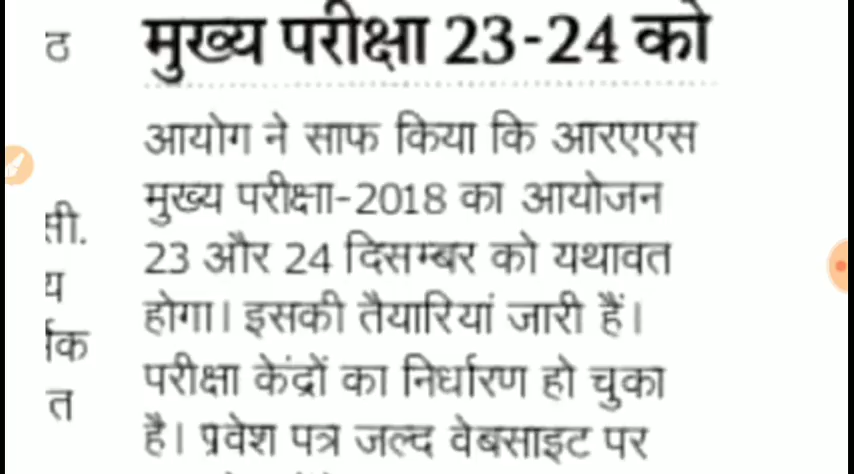 मुख्य परीक्षा 23-24 को
आयोग ने साफ किया कि आरएएस
मुख्य परीक्षा-2018 का आयोजन
23 और 24 दिसम्बर को यथावत
होगा। इसकी तैयारियां जारी हैं।
परीक्षा केंद्रों का निर्धारण हो चुका
है। प्रवेश पत्र जल्द वेबसाइट पर